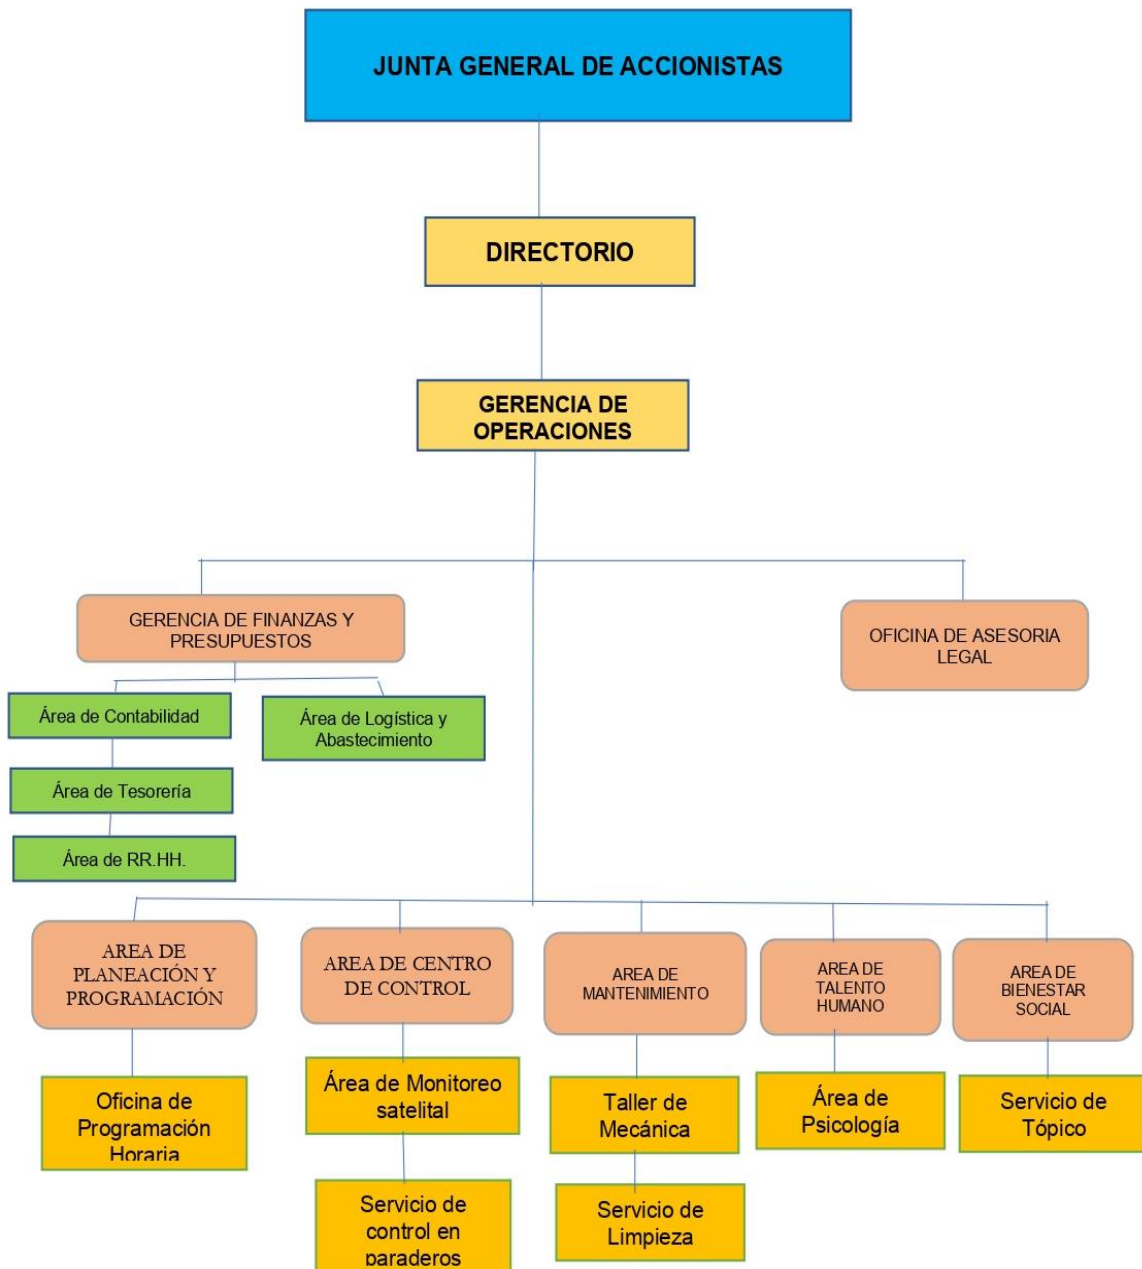 JUNTA GENERAL DE ACCIONISTAS
DIRECTORIO
GERENCIA DE
OPERACIONES
GERENCIA DE FINANZAS Y
PRESUPUESTOS
OFICINA DE ASESORIA
LEGAL
Área de Contabilidad
Área de Logística y
Abastecimiento
Área de Tesorería
Área de RR.HH.
AREA DE
PLANEACIÓN Y
PROGRAMACIÓN
AREA DE CENTRO
DE CONTROL
AREA DE
MANTENIMIENTO
AREA DE
TALENTO
HUMANO
AREA DE
BIENESTAR
SOCIAL
Oficina de
Programación
Horaria
Área de Monitoreo
satelital
Taller de
Mecánica
Área de
Psicología
Servicio de
Tópico
Servicio de
control en
paraderos
Servicio de
Limpieza